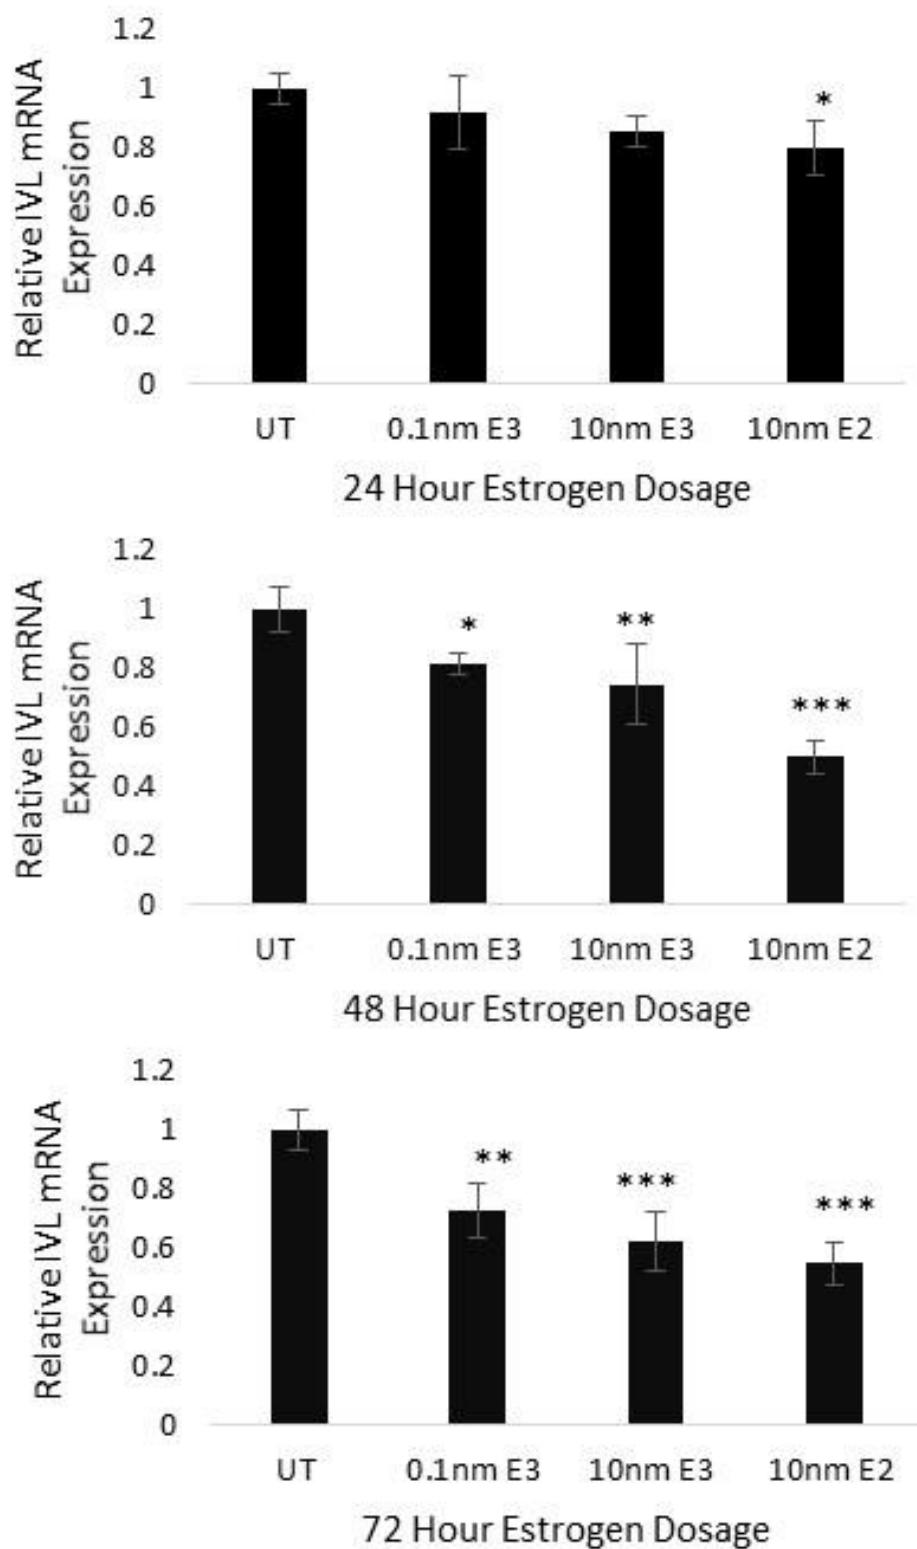 Relative IVL mRNA
Expression
1.2
1
0.8
0.6
0.4
0.2
0
*
UT 0.1nm E3 10nm E3 10nm E2
24 Hour Estrogen Dosage
Relative IVL mRNA
Expression
1.2
1
0.8
0.6
0.4
0.2
0
* ** ***
UT 0.1nm E3 10nm E3 10nm E2
48 Hour Estrogen Dosage
Relative IVL mRNA
Expression
1.2
1
0.8
0.6
0.4
0.2
0
** *** ***
UT 0.1nm E3 10nm E3 10nm E2
72 Hour Estrogen Dosage